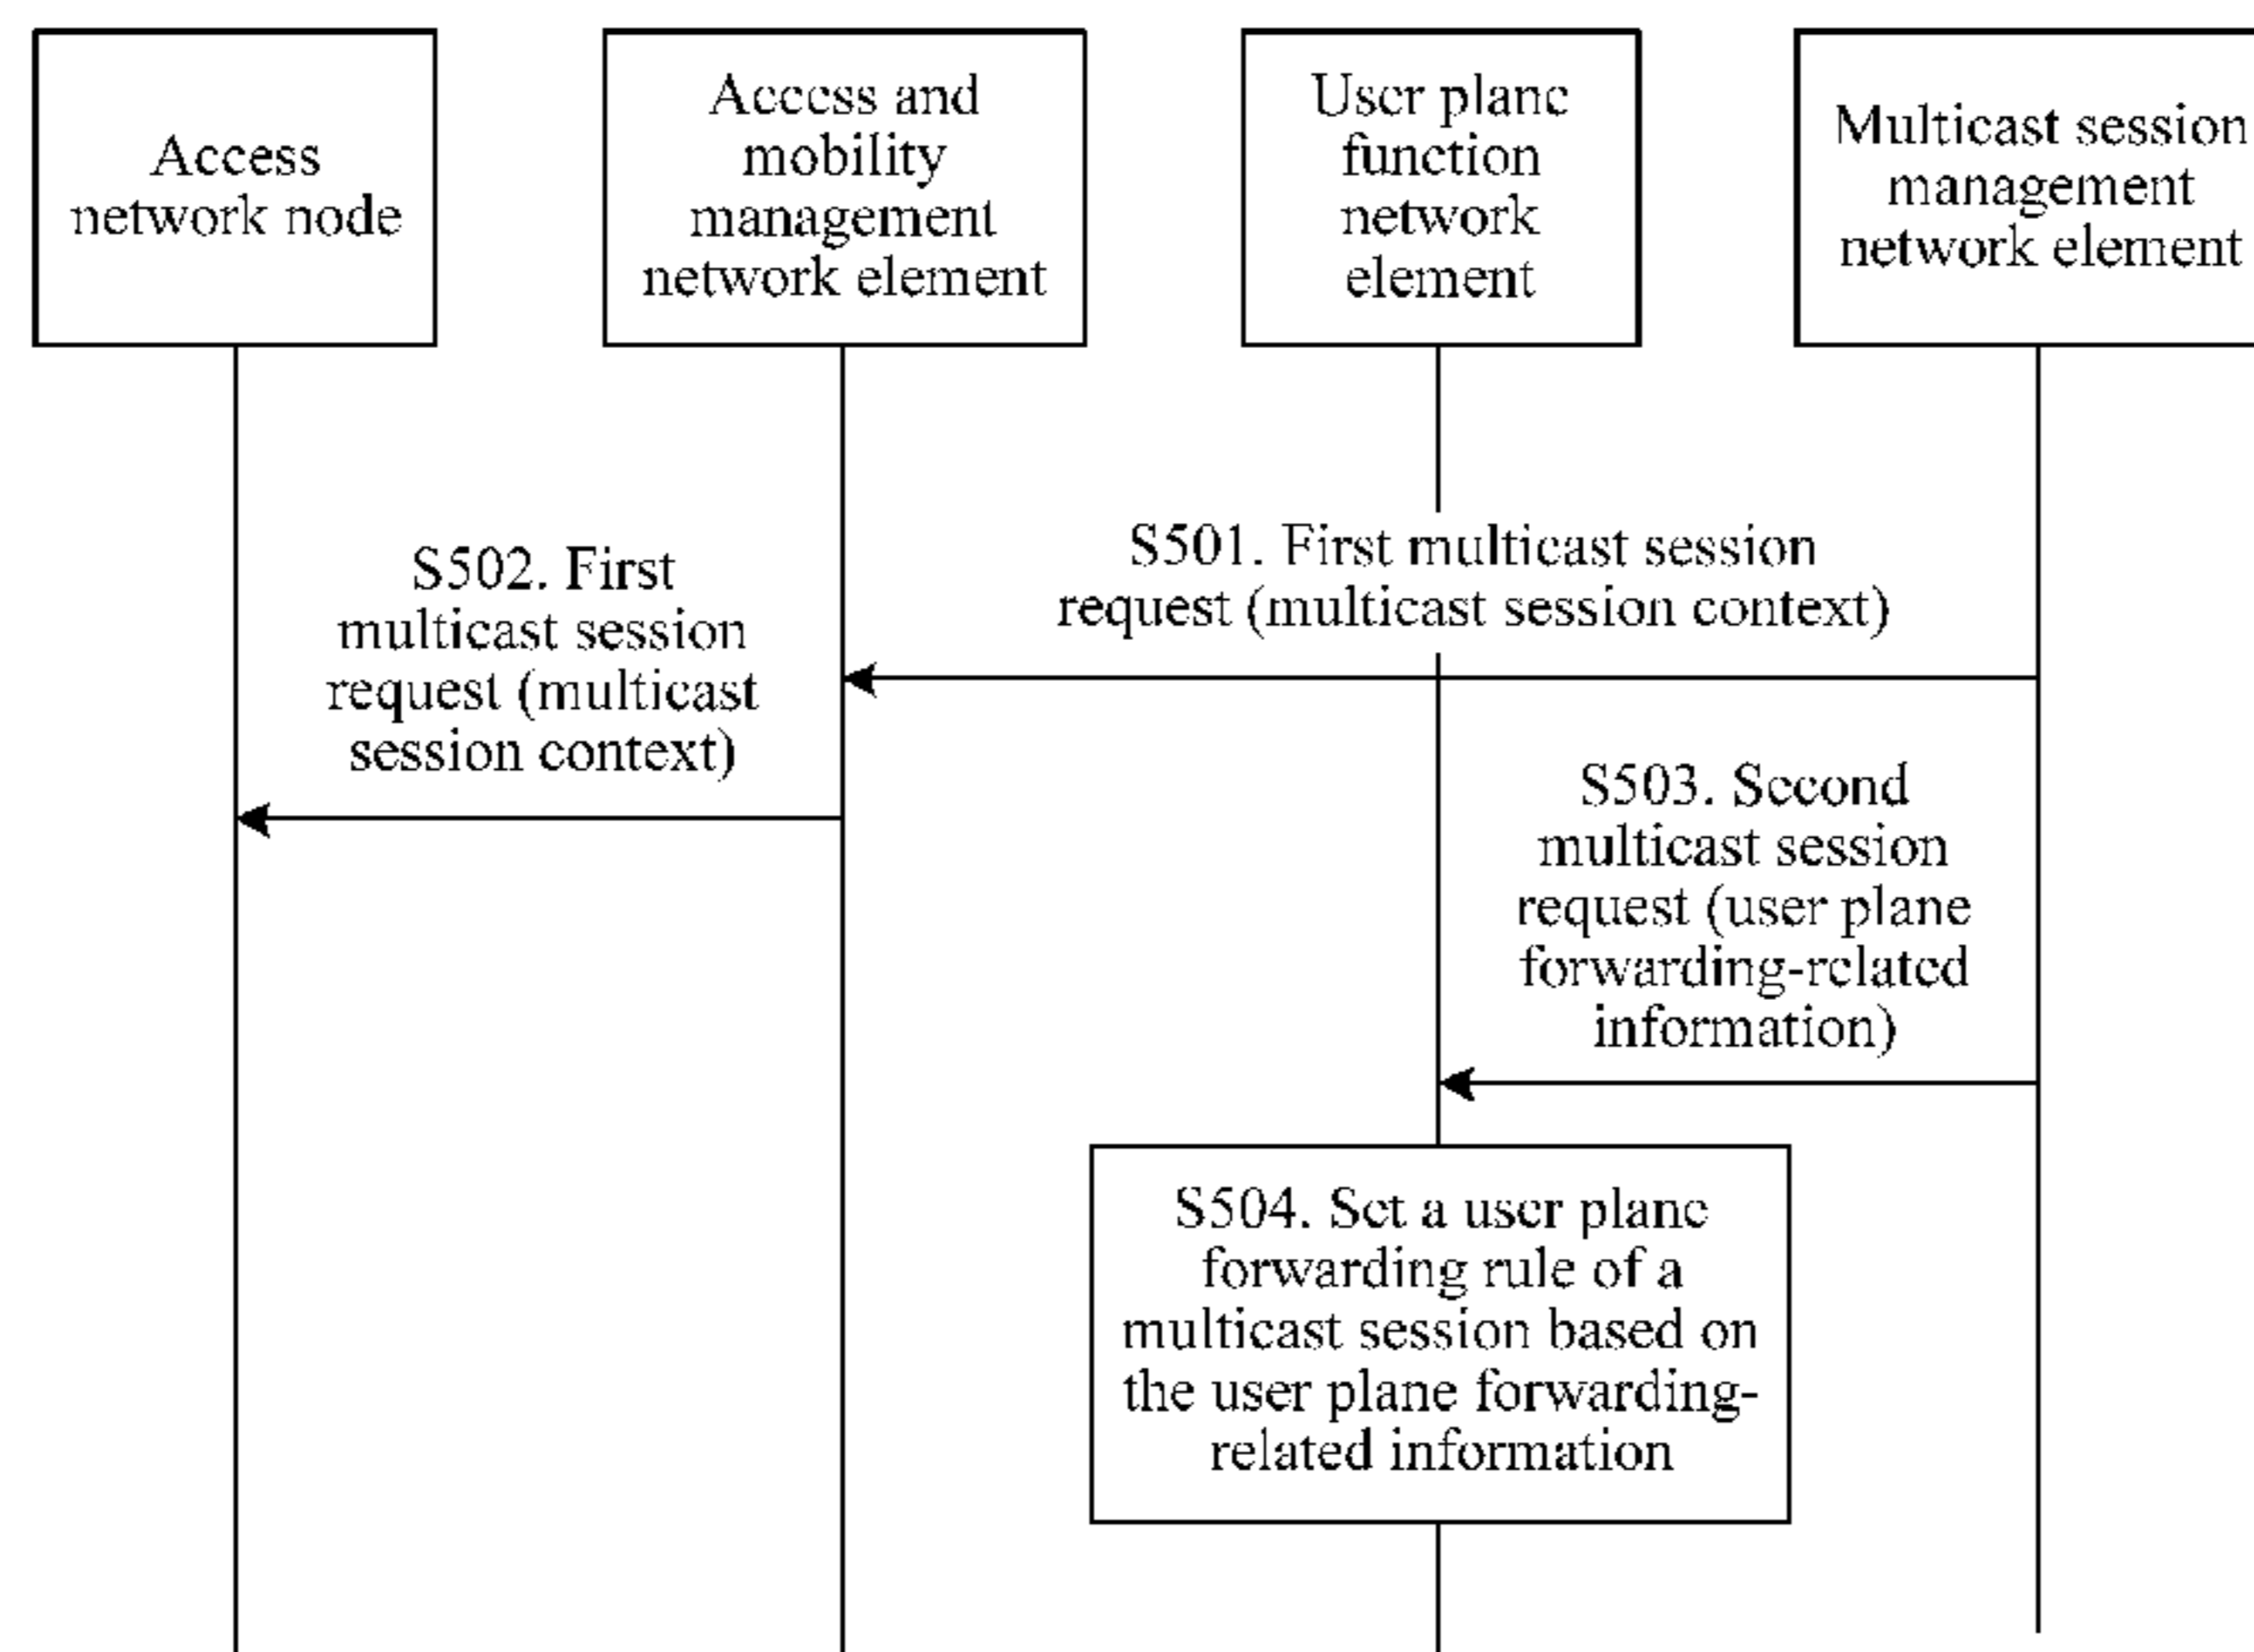 Access
network node
Access and
mobility
management
network element
User plane
function
network
element
Multicast session
management
network element
S501. First multicast session
request (multicast session context)
S502. First
multicast session
request (multicast
session context)
S503. Second
multicast session
request (user plane
forwarding-related
information)
S504. Set a user plane
forwarding rule of a
multicast session based on
the user plane forwarding-
related information